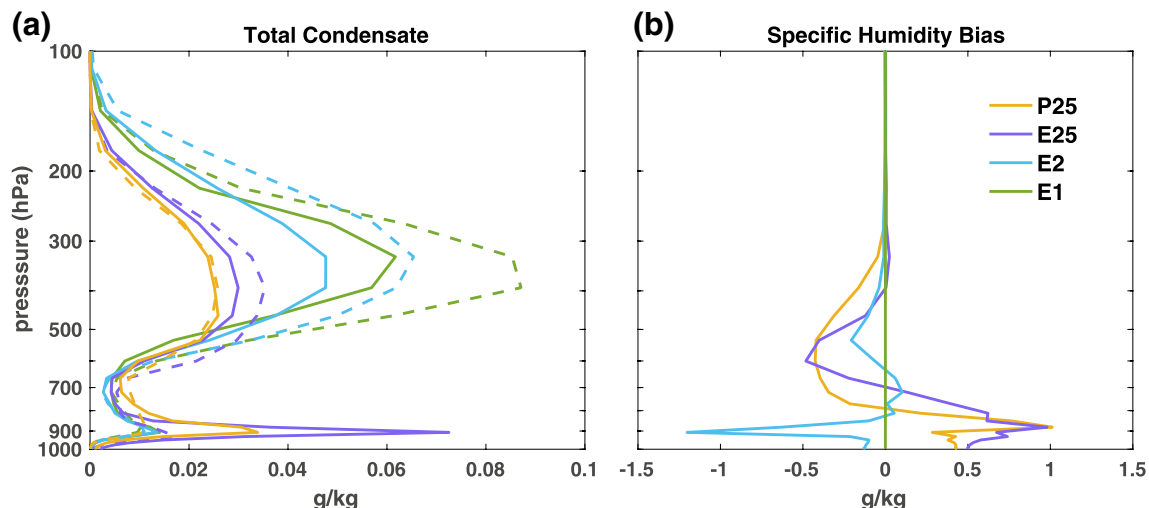 (a)
Total Condensate
100
200
300
500
700
900
1000
presssure (hPa)
0
0.02
0.04
0.06
0.08
0.1
g/kg
(b)
Specific Humidity Bias
P25
E25
E2
E1
-1.5
-1
-0.5
0
0.5
1
1.5
g/kg